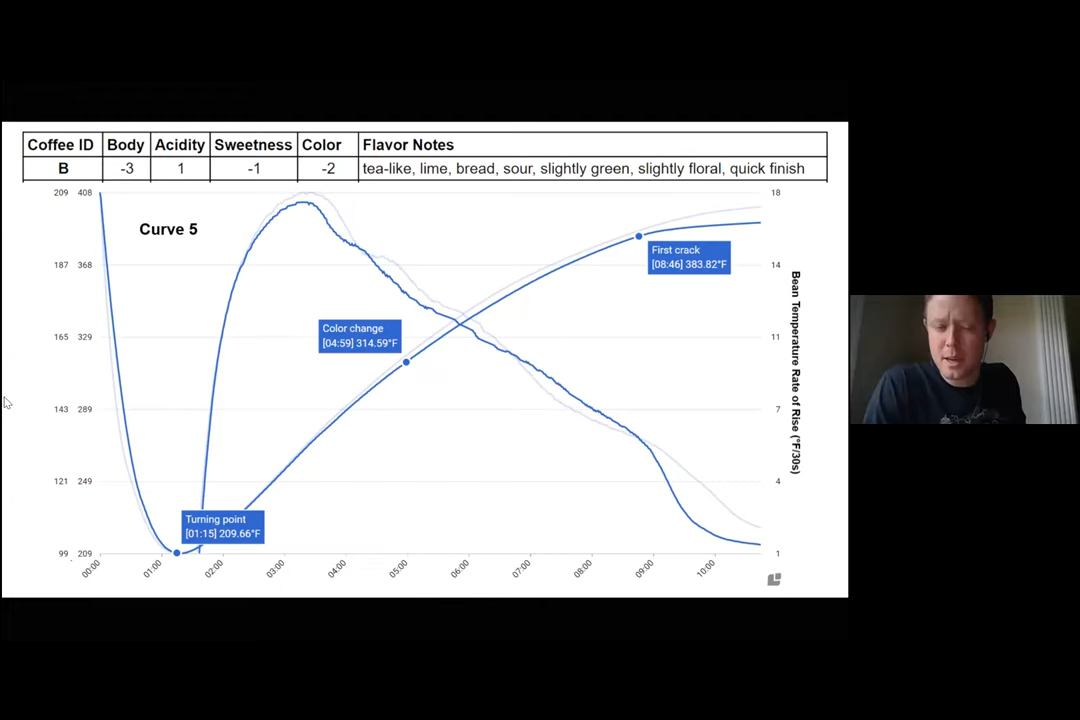 Coffee ID Body Acidity Sweetness Color Flavor Notes
B -3 1 -1 -2 tea-like, lime, bread, sour, slightly green, slightly floral, quick finish
209 408 18
Curve 5
187 368 14
First crack
[08:46] 383.82°F
Color change
[04:59] 314.59°F
165 329 11
143 289 7
Bean Temperature Rate of Rise (°F/30s)
121 249 4
Turning point
[01:15] 209.66°F
99 209 1
00:00 01:00 02:00 03:00 04:00 05:00 06:00 07:00 08:00 09:00 10:00